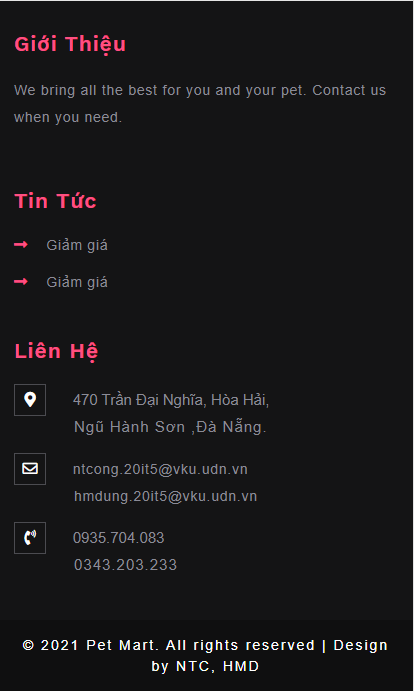 Giới Thiệu
We bring all the best for you and your pet. Contact us
when you need.
Tin Tức
Giảm giá
Giảm giá
Liên Hệ
470 Trần Đại Nghĩa, Hòa Hải,
Ngũ Hành Sơn ,Đà Nẵng.
ntcong.20it5@vku.udn.vn
hmdung.20it5@vku.udn.vn
0935.704.083
0343.203.233
© 2021 Pet Mart. All rights reserved | Design
by NTC, HMD